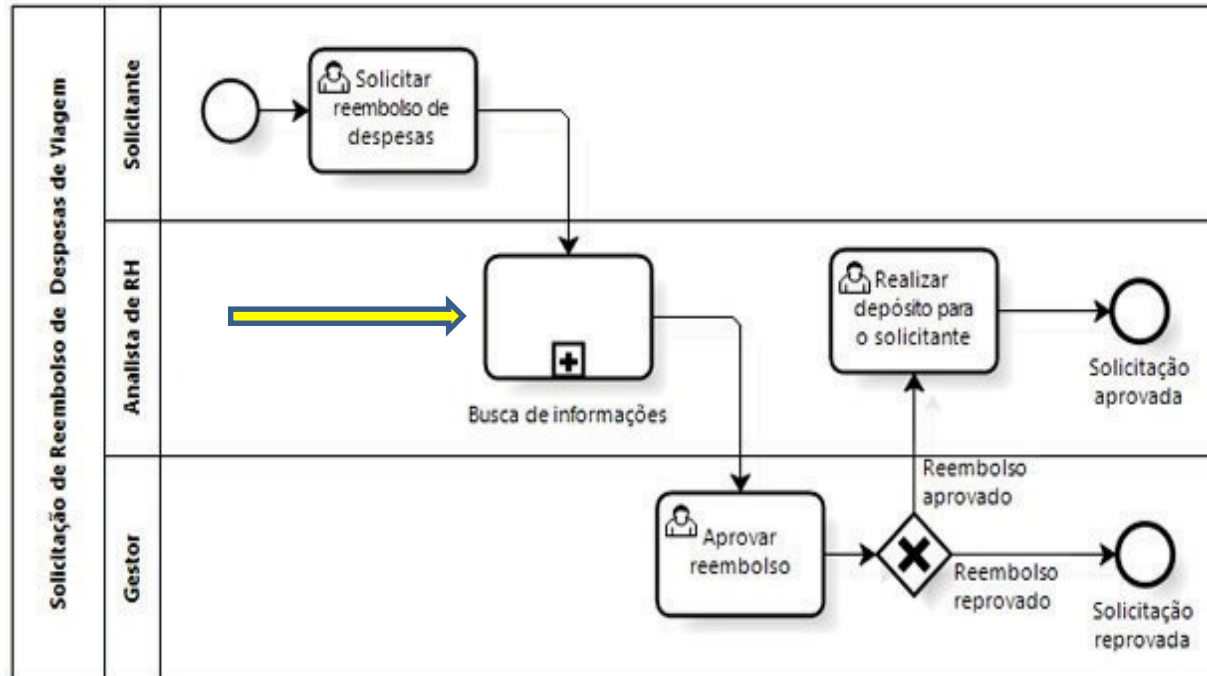 Solicitação de Reembolso de Despesas de Viagem
Solicitante
Solicitar
reembolso de
despesas
Analista de RH
Busca de informações
Realizar
depósito para
o solicitante
Solicitação
aprovada
Gestor
Aprovar
reembolso
Reembolso
aprovado
Reembolso
reprovado
Solicitação
reprovada